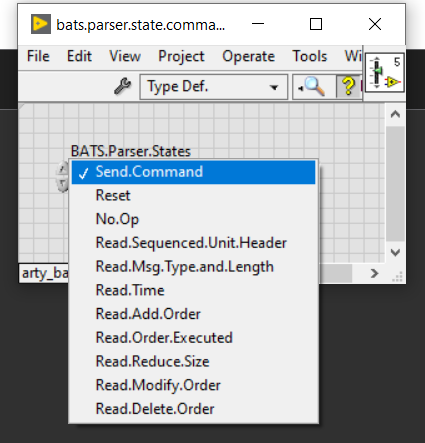 bats.parser.state.comma...
File Edit View Project Operate Tools Wi
Type Def.
5
BATS.Parser.States
✓ Send.Command
Reset
No.Op
Read.Sequenced.Unit.Header
Read.Msg.Type.and.Length
Read.Time
Read.Add.Order
Read.Order.Executed
Read.Reduce.Size
Read.Modify.Order
Read.Delete.Order
arty_ba